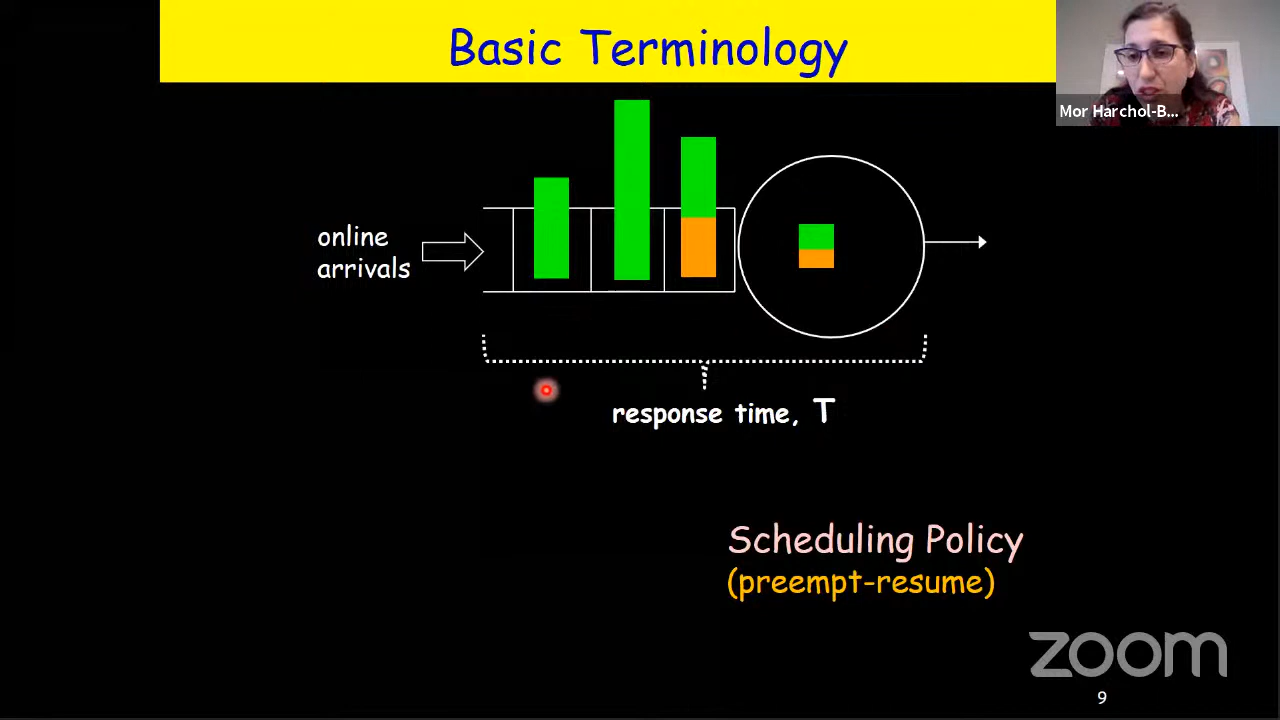 Basic Terminology
Mor Harchol-B...
online
arrivals
response time, T
Scheduling Policy
(preempt-resume)
zoom
9